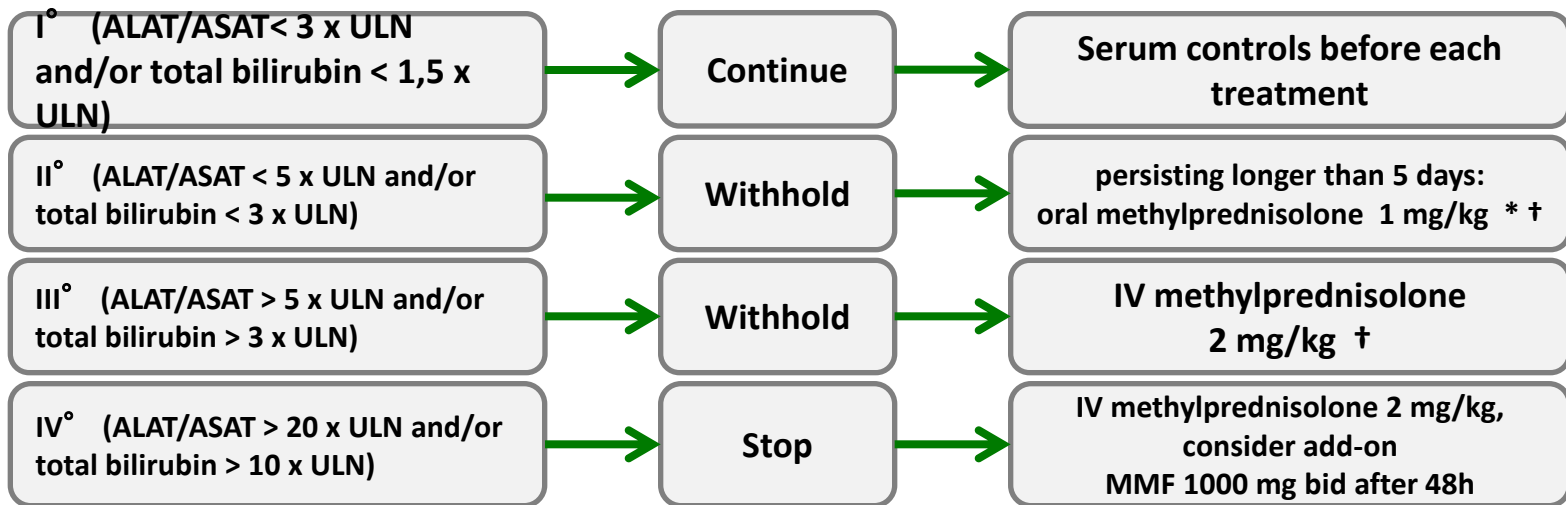 I° (ALAT/ASAT< 3 x ULN
and/or total bilirubin < 1,5 x
ULN)
Continue
Serum controls before each
treatment
II° (ALAT/ASAT < 5 x ULN and/or
total bilirubin < 3 x ULN)
Withhold
persisting longer than 5 days:
oral methylprednisolone 1 mg/kg * †
III° (ALAT/ASAT > 5 x ULN and/or
total bilirubin > 3 x ULN)
Withhold
IV methylprednisolone
2 mg/kg †
IV° (ALAT/ASAT > 20 x ULN and/or
total bilirubin > 10 x ULN)
Stop
IV methylprednisolone 2 mg/kg,
consider add-on
MMF 1000 mg bid after 48h